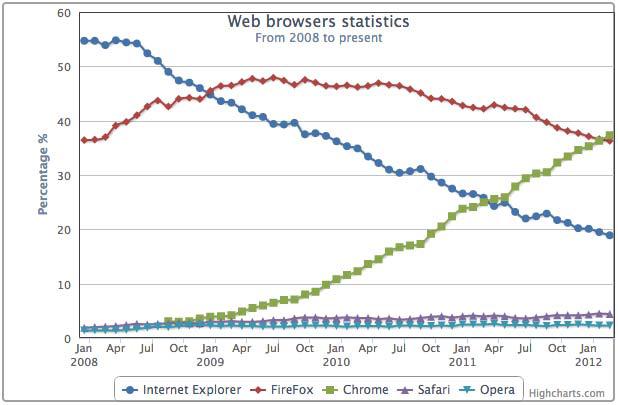 Web browsers statistics
From 2008 to present
Percentage %
60
50
40
30
20
10
0
Jan Apr Jul Oct Jan Apr Jul Oct Jan Apr Jul Oct Jan Apr Jul Oct Jan
2008 2009 2010 2011 2012
Internet Explorer FireFox Chrome Safari Opera
Highcharts.com